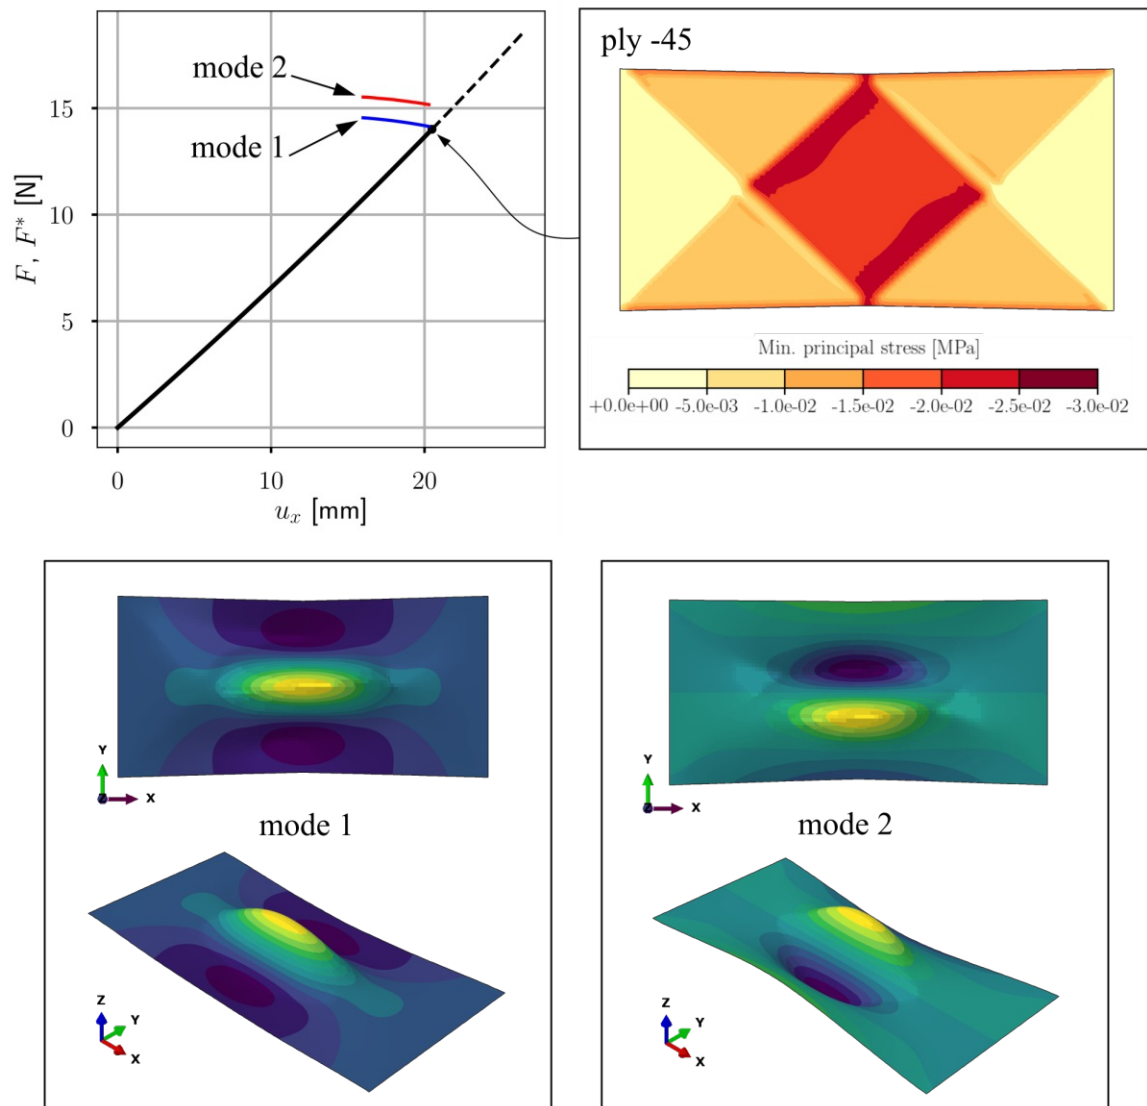 mode 2
mode 1
15
10
5
0
0 10 20
F, F* [N]
u_x [mm]
ply -45
Min. principal stress [MPa]
+0.0e+00 -5.0e-03 -1.0e-02 -1.5e-02 -2.0e-02 -2.5e-02 -3.0e-02
Y
Z X
mode 1
Z
Y
X
Y
Z X
mode 2
Z
Y
X